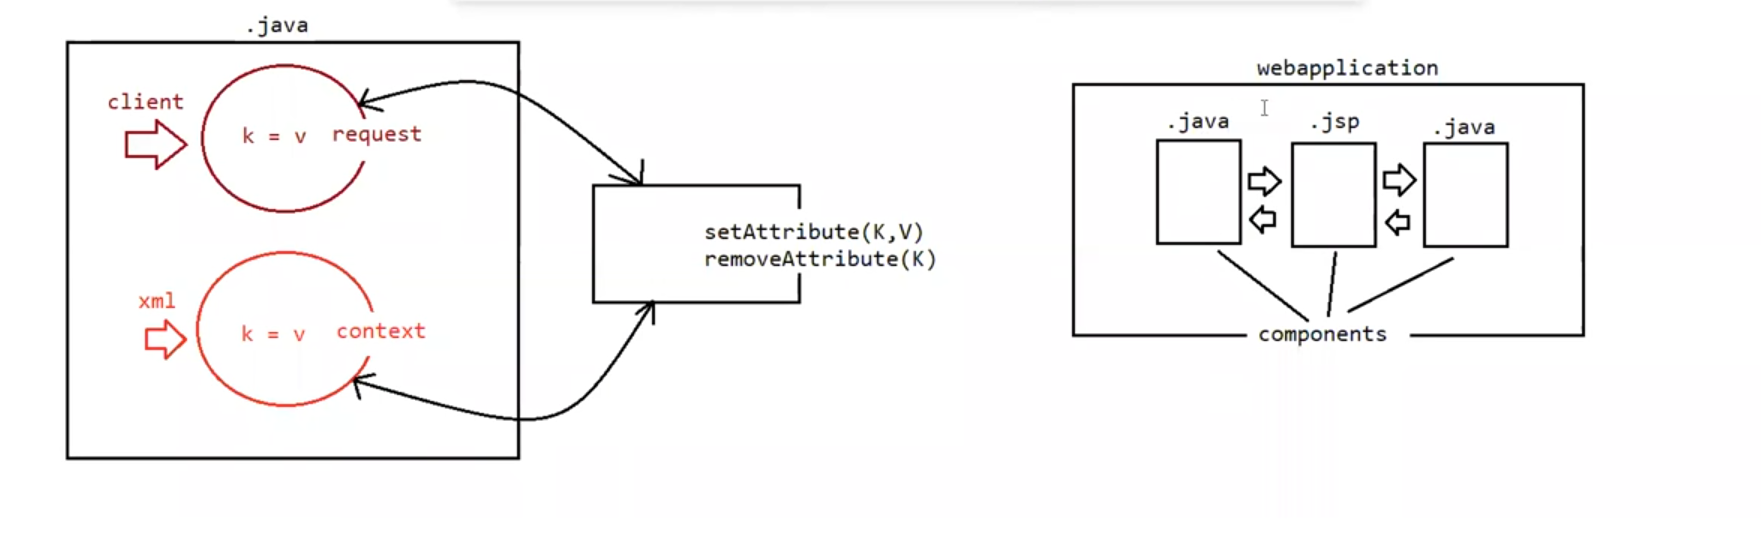 .java
client
k = v request
xml
k = v context
setAttribute(K,V)
removeAttribute(K)
webapplication
.java
.jsp
.java
components